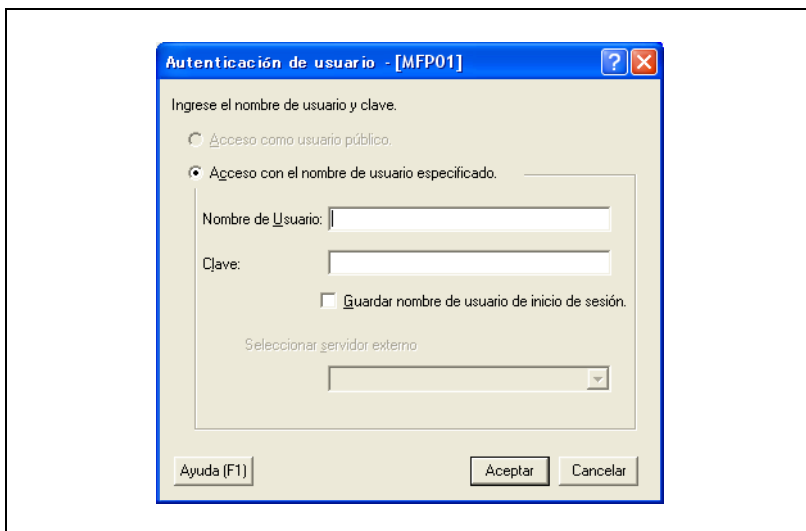 Autenticación de usuario - [MFP01]
Ingrese el nombre de usuario y clave.
Acceso como usuario público.
Acceso con el nombre de usuario especificado.
Nombre de Usuario:
Clave:
Guardar nombre de usuario de inicio de sesión.
Seleccionar servidor externo
Ayuda (F1)
Aceptar
Cancelar